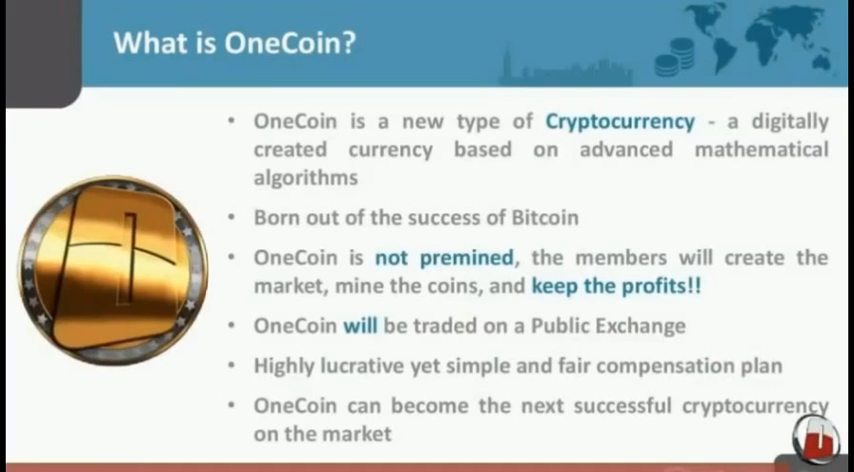 What is OneCoin?
• OneCoin is a new type of Cryptocurrency - a digitally
created currency based on advanced mathematical
algorithms
• Born out of the success of Bitcoin
• OneCoin is not premined, the members will create the
market, mine the coins, and keep the profits!!
• OneCoin will be traded on a Public Exchange
• Highly lucrative yet simple and fair compensation plan
• OneCoin can become the next successful cryptocurrency
on the market